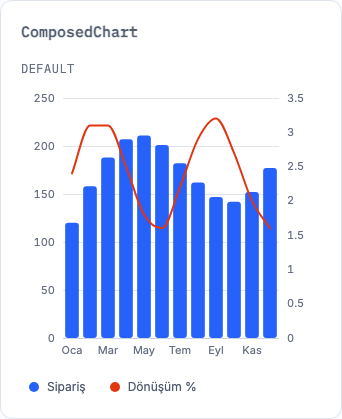 ComposedChart
DEFAULT
250 3.5
200 3
150 2.5
100 2
50 1.5
0 1
0.5
0
Oca Mar May Tem Eyl Kas
Sipariş Dönüşüm %